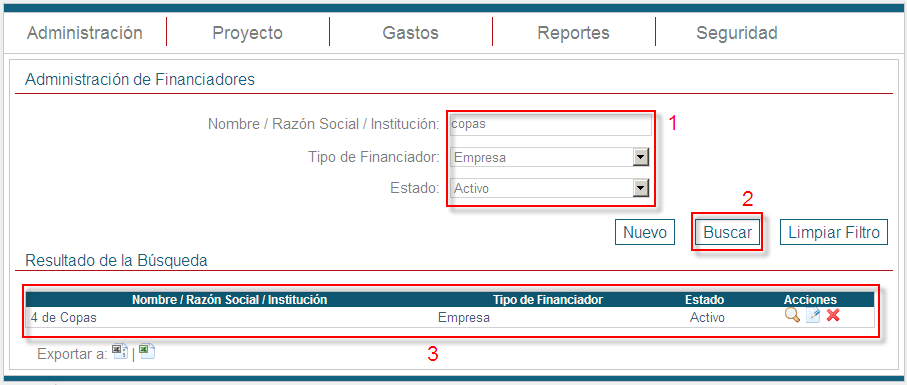 Administración Proyecto Gastos Reportes Seguridad
Administración de Financiadores
Nombre / Razón Social / Institución: copas 1
Tipo de Financiador: Empresa
Estado: Activo
2
Nuevo Buscar Limpiar Filtro
Resultado de la Búsqueda
Nombre / Razón Social / Institución Tipo de Financiador Estado Acciones
4 de Copas Empresa Activo
Exportar a: | 3